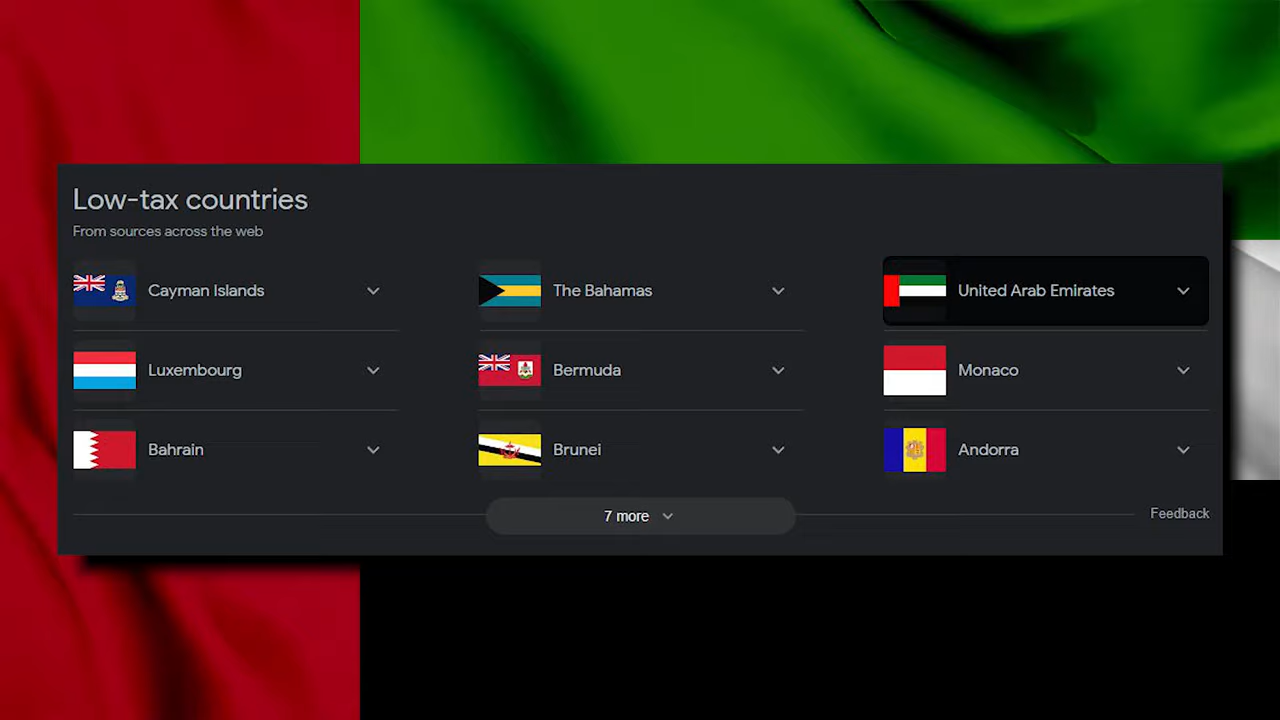 Low-tax countries
From sources across the web
Cayman Islands
The Bahamas
United Arab Emirates
Luxembourg
Bermuda
Monaco
Bahrain
Brunei
Andorra
7 more
Feedback